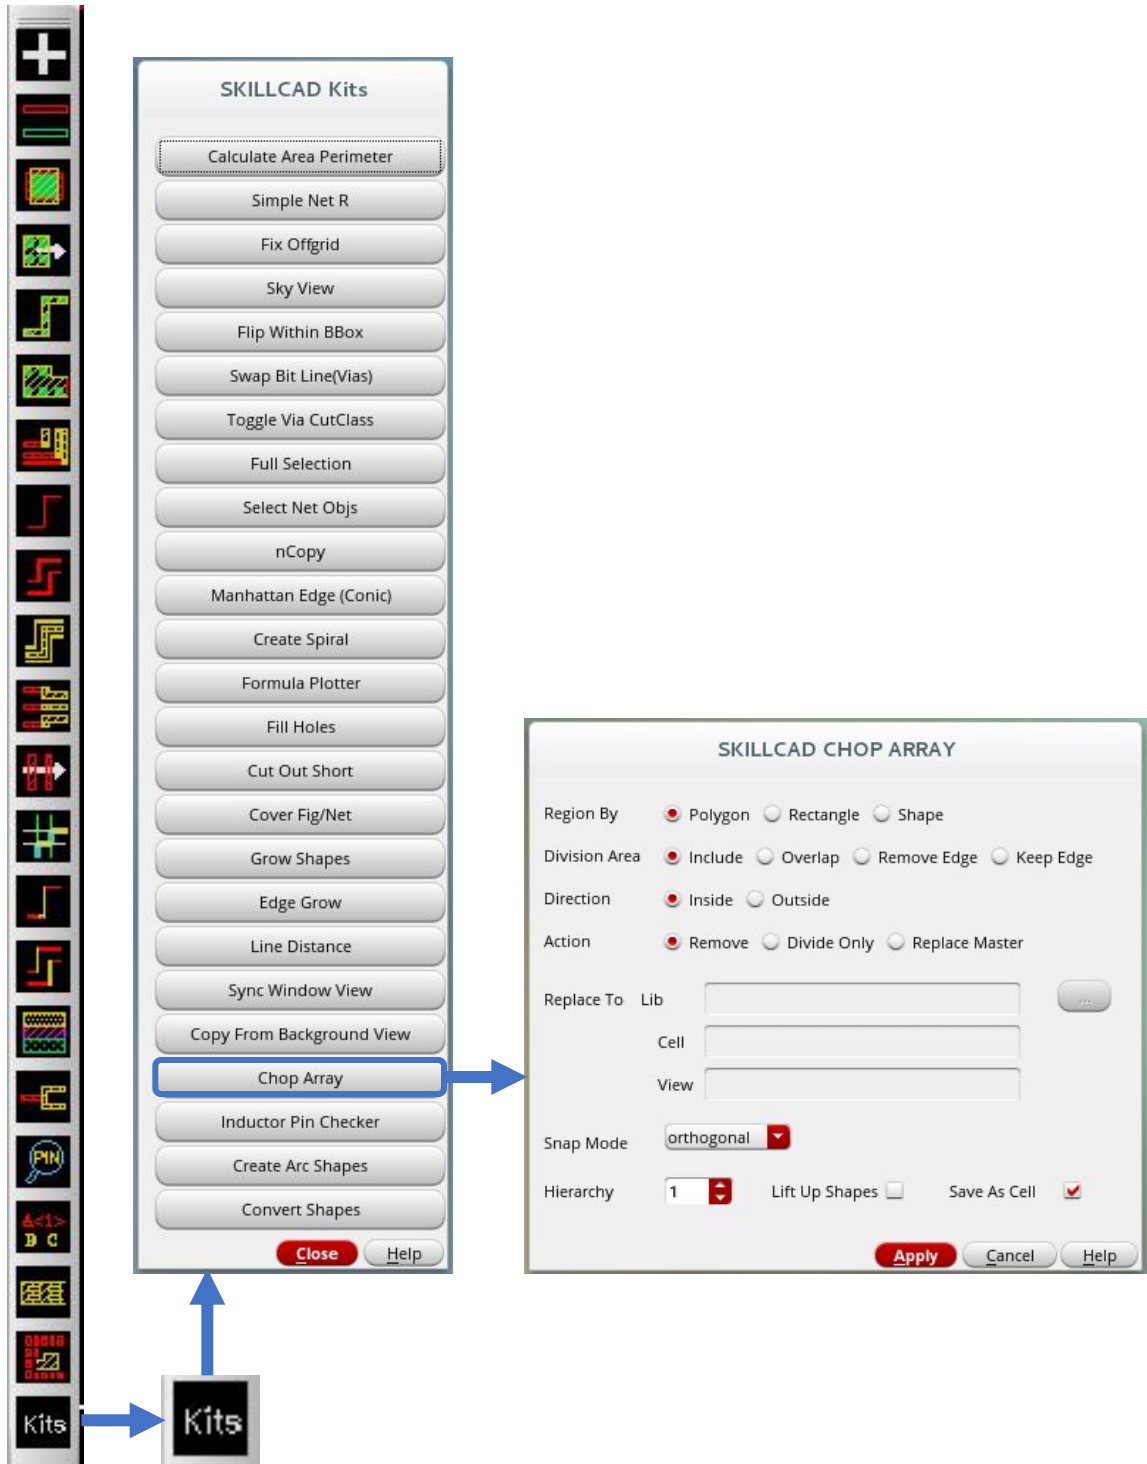 SKILLCAD Kits
Calculate Area Perimeter
Simple Net R
Fix Offgrid
Sky View
Flip Within BBox
Swap Bit Line(Vias)
Toggle Via CutClass
Full Selection
Select Net Objs
nCopy
Manhattan Edge (Conic)
Create Spiral
Formula Plotter
Fill Holes
Cut Out Short
Cover Fig/Net
Grow Shapes
Edge Grow
Line Distance
Sync Window View
Copy From Background View
Chop Array
Inductor Pin Checker
Create Arc Shapes
Convert Shapes
Close Help
SKILLCAD CHOP ARRAY
Region By Polygon Rectangle Shape
Division Area Include Overlap Remove Edge Keep Edge
Direction Inside Outside
Action Remove Divide Only Replace Master
Replace To Lib ...
Cell
View
Snap Mode orthogonal
Hierarchy 1 Lift Up Shapes Save As Cell
Apply Cancel Help
PIN
A<1>
B C
Kits
Kits